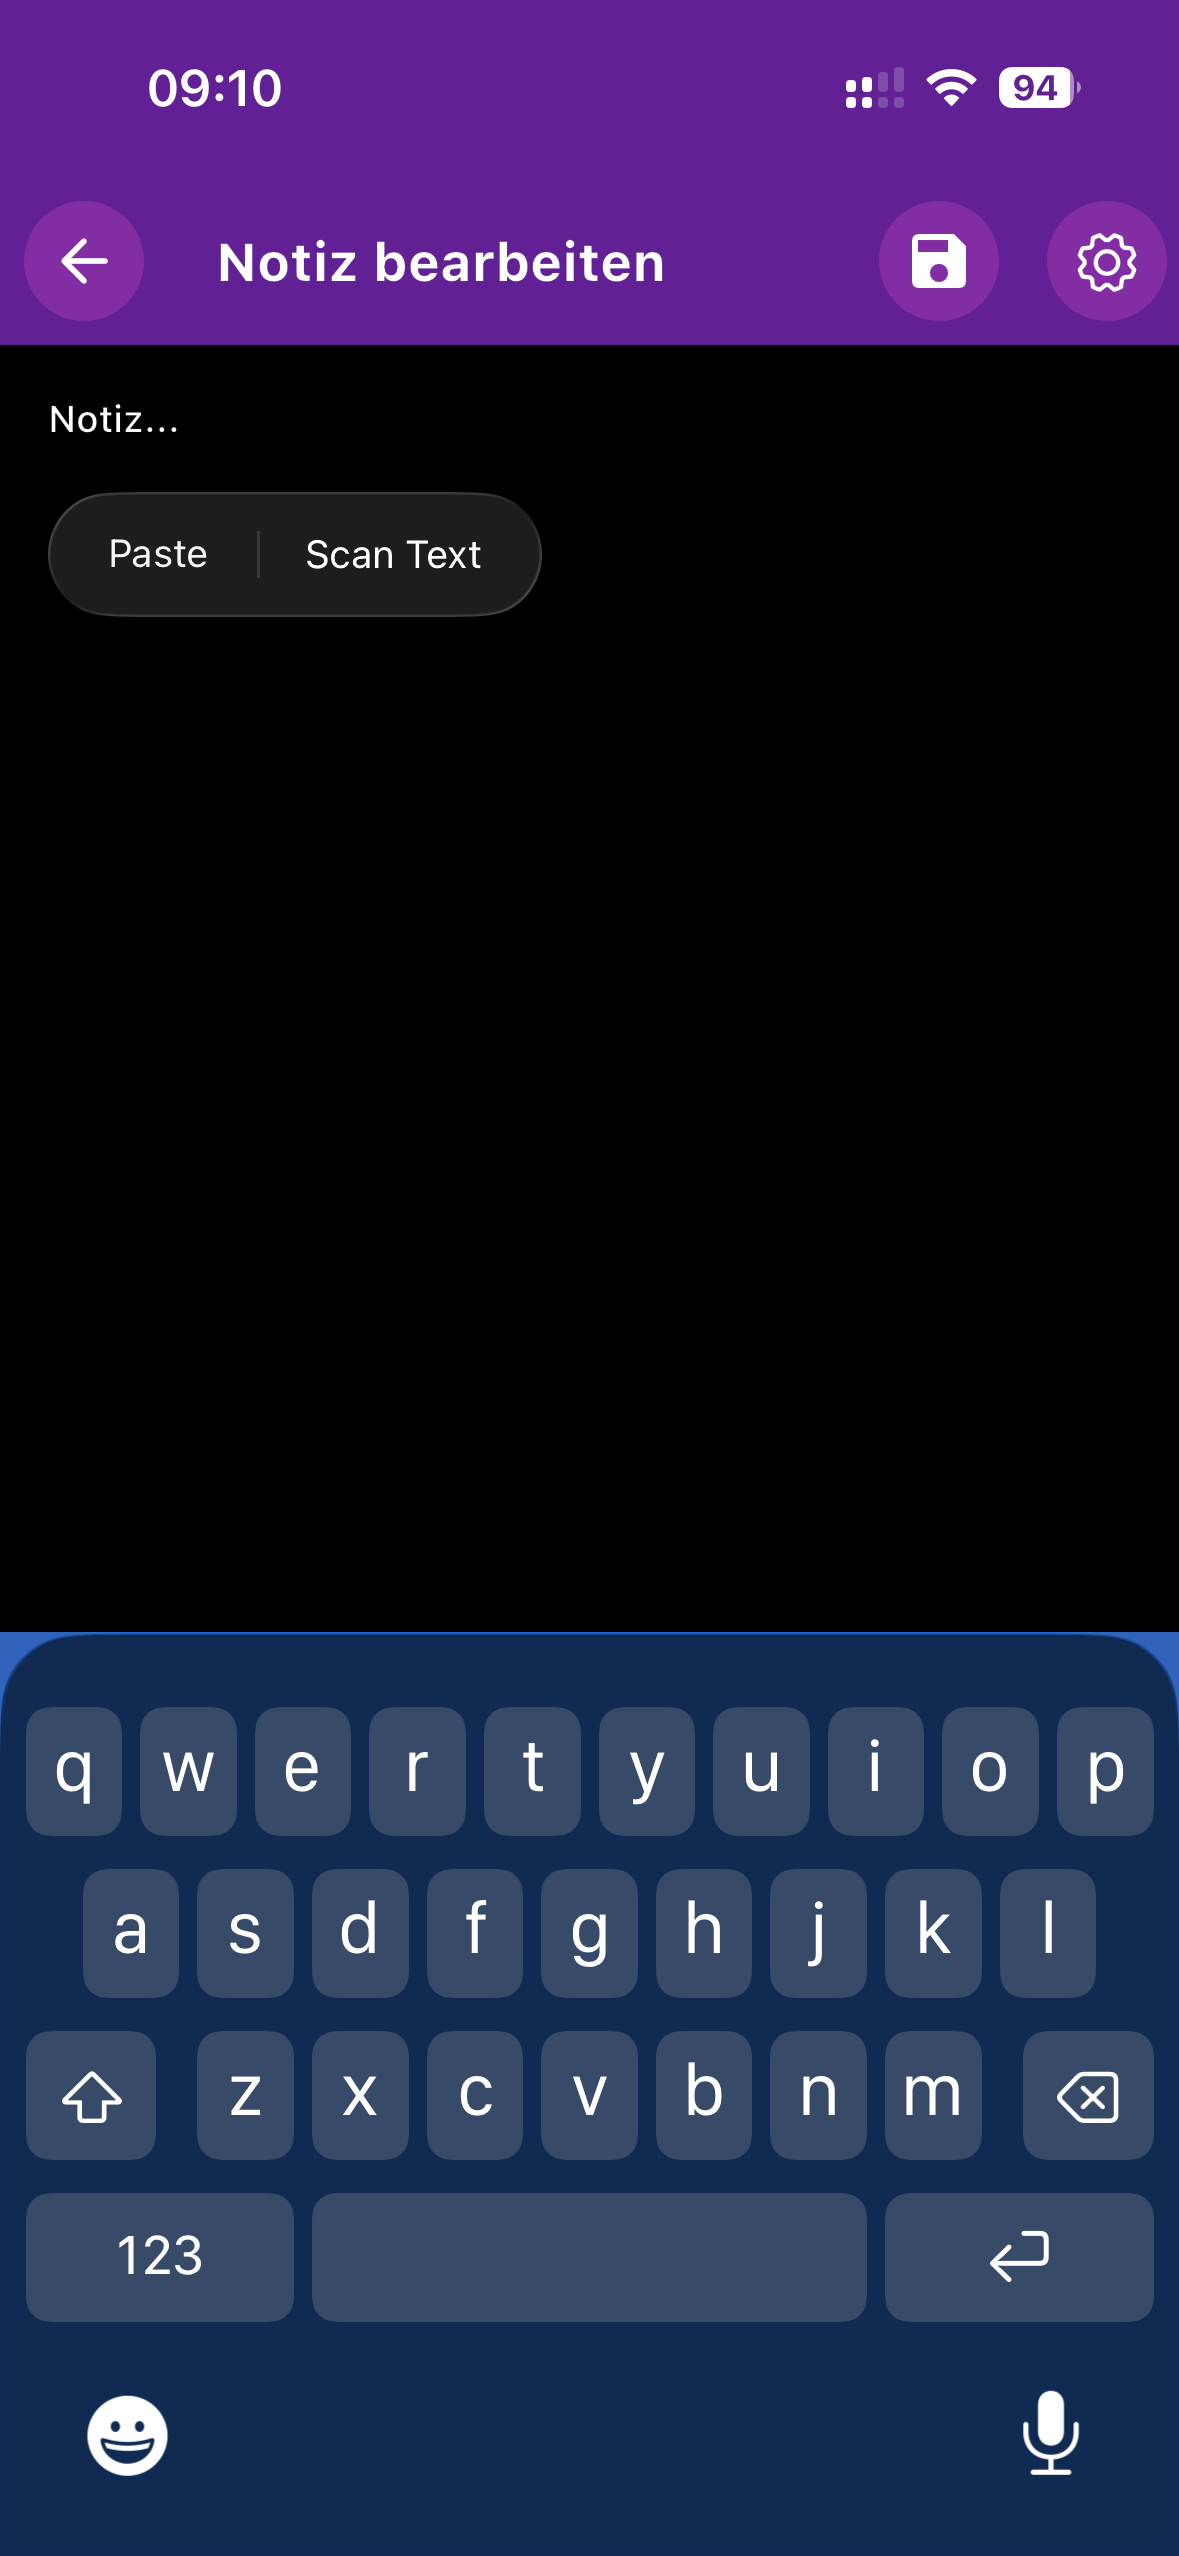 09:10 94
Notiz bearbeiten
Notiz...
Paste Scan Text
q w e r t y u i o p
a s d f g h j k l
z x c v b n m
123